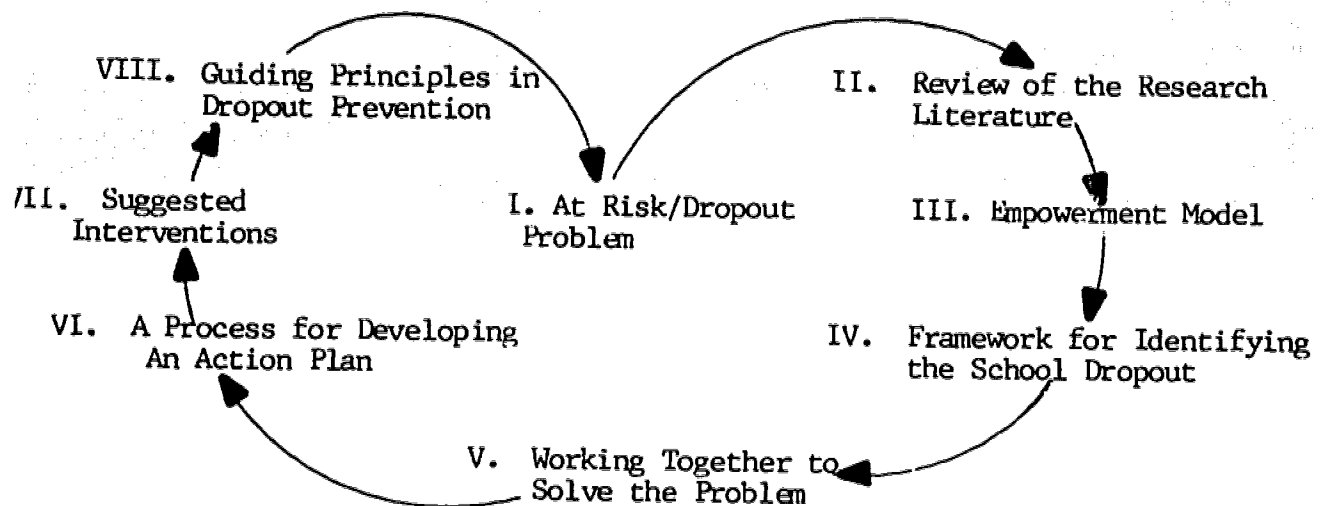 VIII. Guiding Principles in
Dropout Prevention
II. Review of the Research
Literature
/II. Suggested
Interventions
I. At Risk/Dropout
Problem
III. Empowerment Model
VI. A Process for Developing
An Action Plan
IV. Framework for Identifying
the School Dropout
V. Working Together to
Solve the Problem